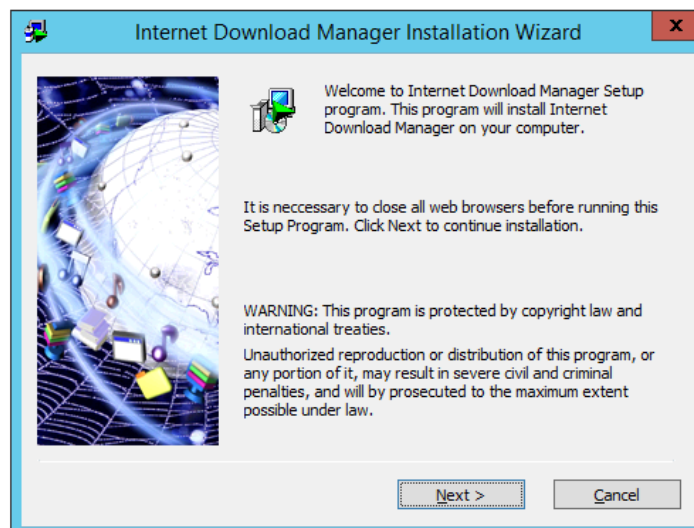 Internet Download Manager Installation Wizard
x
Welcome to Internet Download Manager Setup
program. This program will install Internet
Download Manager on your computer.
It is neccessary to close all web browsers before running this
Setup Program. Click Next to continue installation.
WARNING: This program is protected by copyright law and
international treaties.
Unauthorized reproduction or distribution of this program, or
any portion of it, may result in severe civil and criminal
penalties, and will by prosecuted to the maximum extent
possible under law.
Next >
Cancel